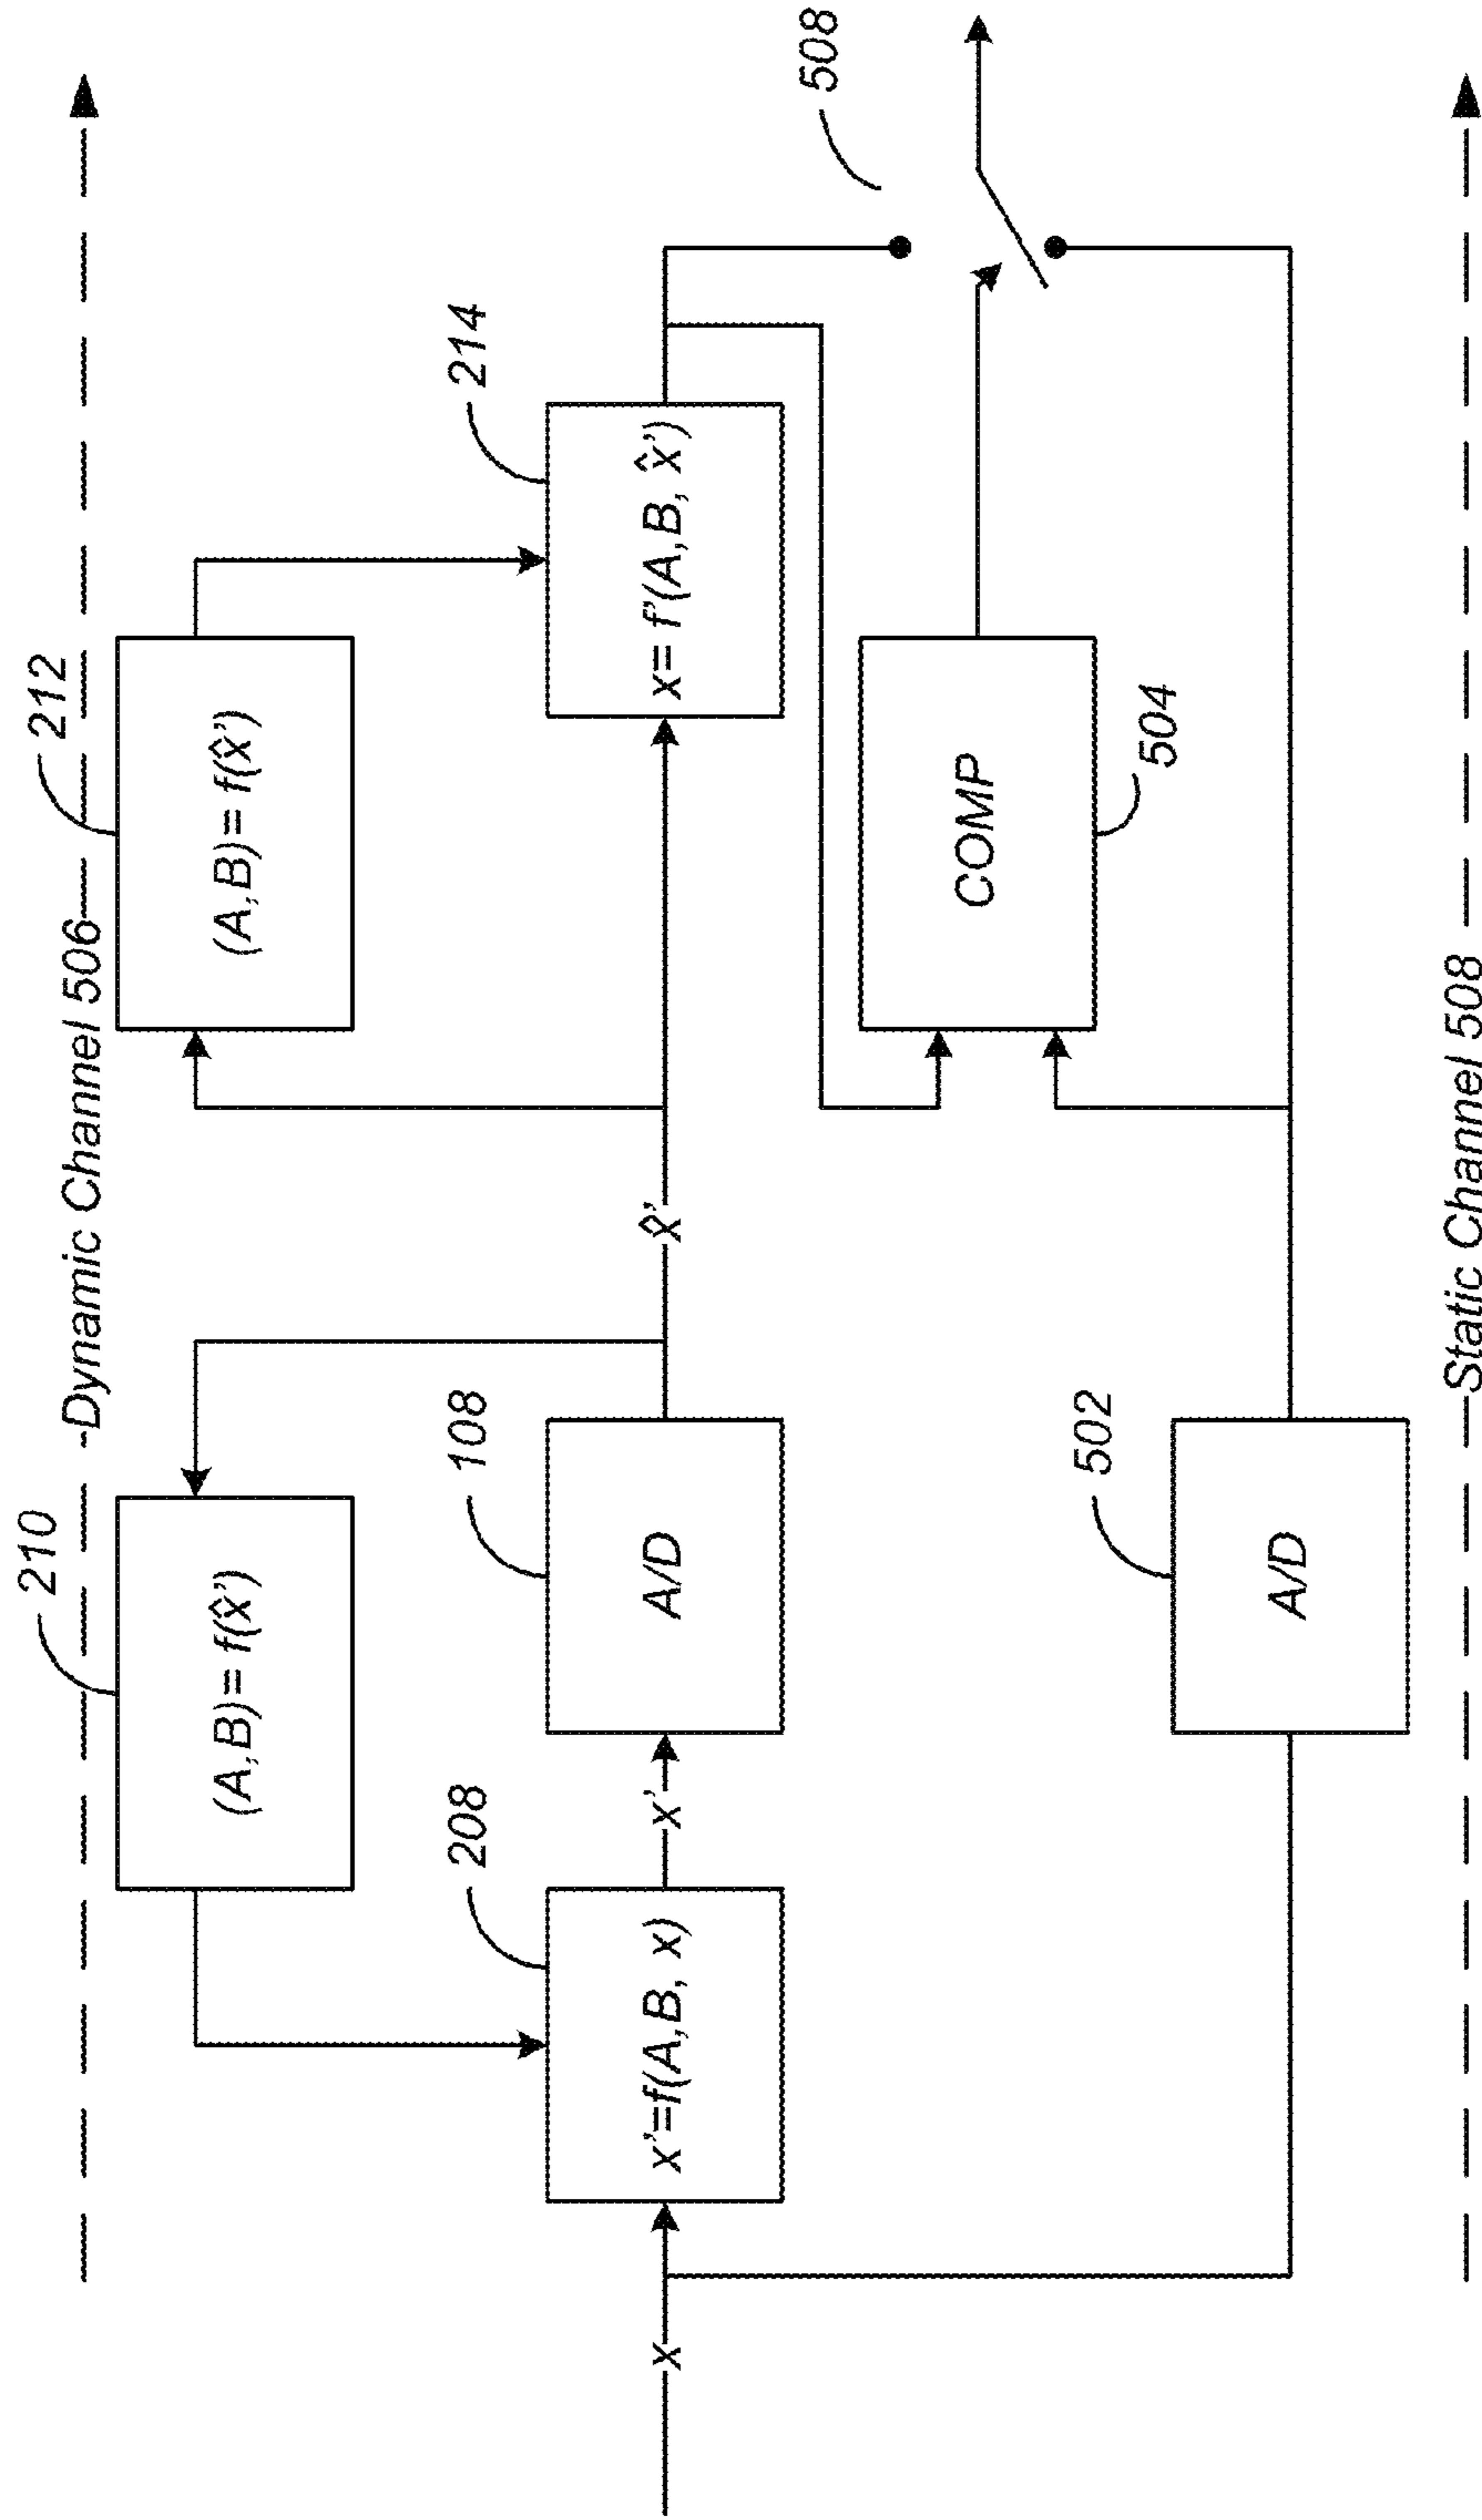 Dynamic Channel 506
210
212
(A,B)= f(x̂')
(A,B)= f(x̂')
208
108
214
x
x'=f(A,B, x)
x'
A/D
x̂'
x= f'(A,B, x̂')
508
COMP
504
502
A/D
Static Channel 508